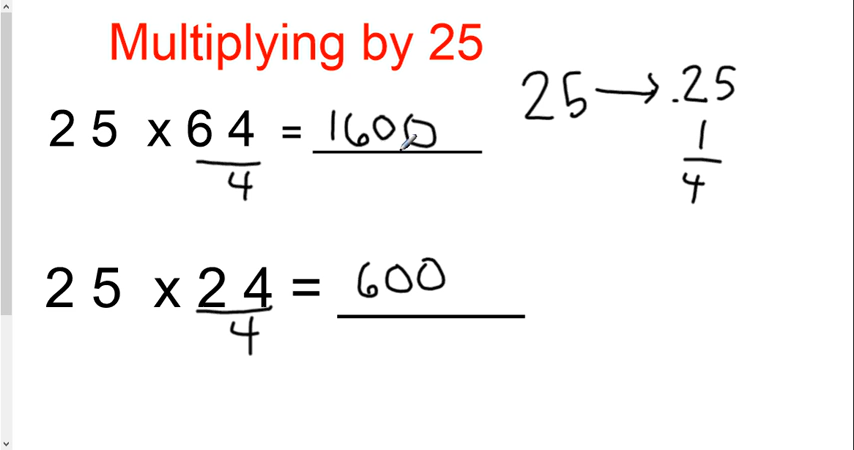 Multiplying by 25
25 → .25
25 x 64 = 1600
4
1
4
25 x 24 = 600
4